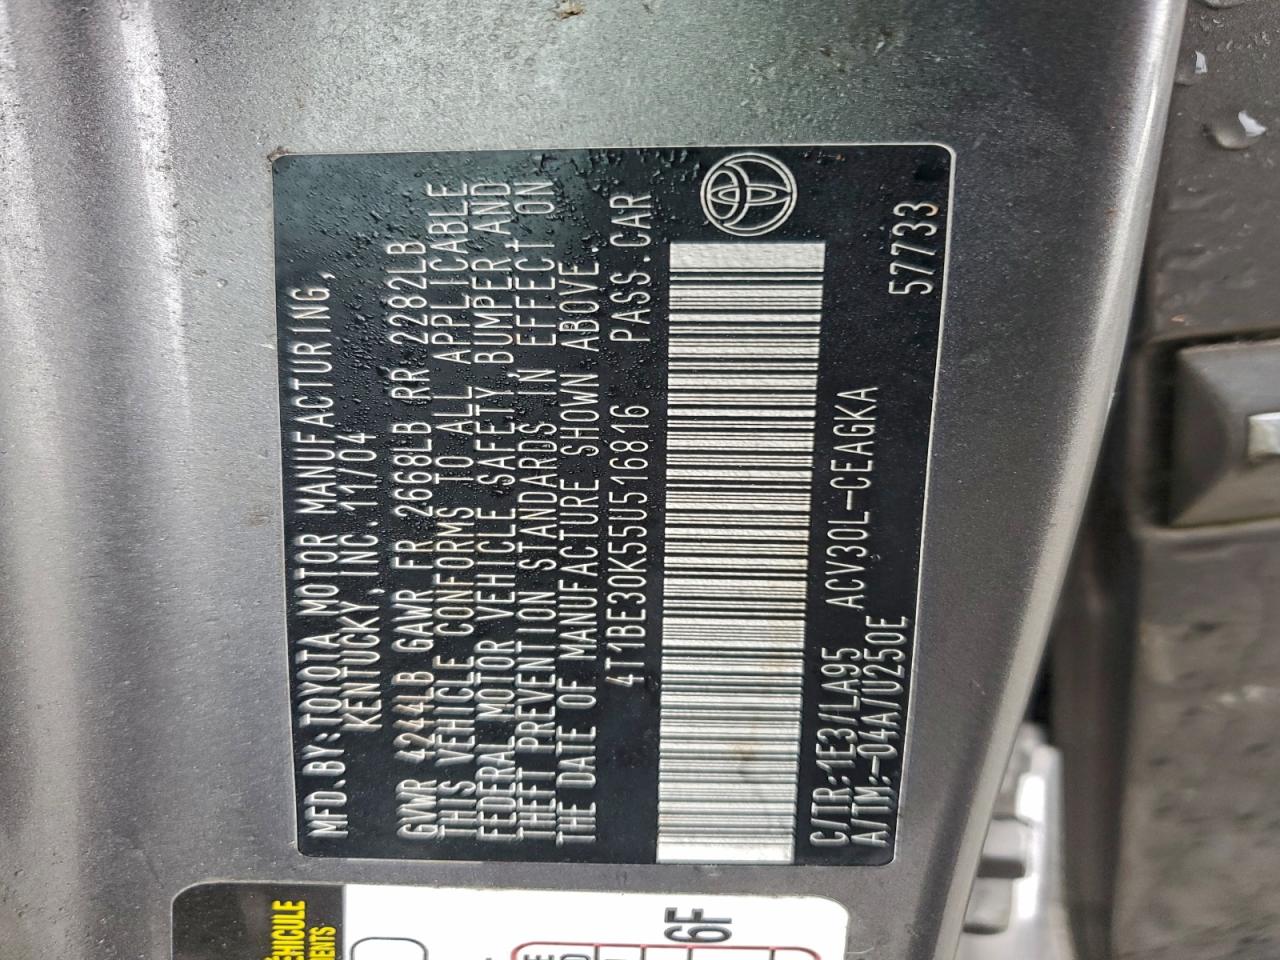 MFD.BY:TOYOTA MOTOR MANUFACTURING,
KENTUCKY,INC.11/04
GVWR 4244LB GAWR FR 2668LB RR 2282LB
THIS VEHICLE CONFORMS TO ALL APPLICABLE
FEDERAL MOTOR VEHICLE SAFETY,BUMPER AND
THEFT PREVENTION STANDARDS IN EFFECT ON
THE DATE OF MANUFACTURE SHOWN ABOVE.
4T1BE30K55U516816 PASS.CAR
C/TR:1E3/LA95 ACV30L-CEAGKA
A/TM:-04A/U250E 57733
ÉHICULE
MENTS
6F